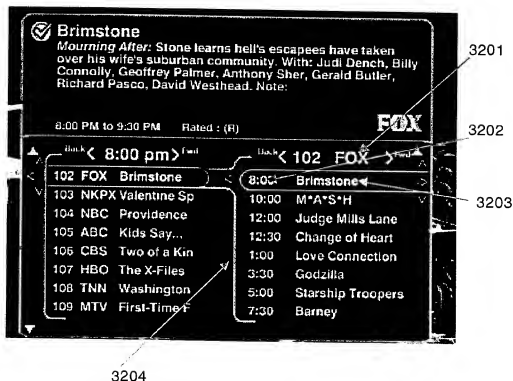 Brimstone
Mourning After: Stone learns hell's escapees have taken
over his wife's suburban community. With: Judi Dench, Billy
Connolly, Geoffrey Palmer, Anthony Sher, Gerald Butler,
Richard Pasco, David Westhead. Note:
8:00 PM to 9:30 PM Rated : (R)
FOX
3201
3202
3203
3204
Back < 8:00 pm > Fwd
102 FOX Brimstone
103 NKPX Valentine Sp
104 NBC Providence
105 ABC Kids Say...
106 CBS Two of a Kin
107 HBO The X-Files
108 TNN Washington
109 MTV First-Time F
Back < 102 FOX > Fwd
8:00 Brimstone
10:00 M*A*S*H
12:00 Judge Mills Lane
12:30 Change of Heart
1:00 Love Connection
3:30 Godzilla
5:00 Starship Troopers
7:30 Barney